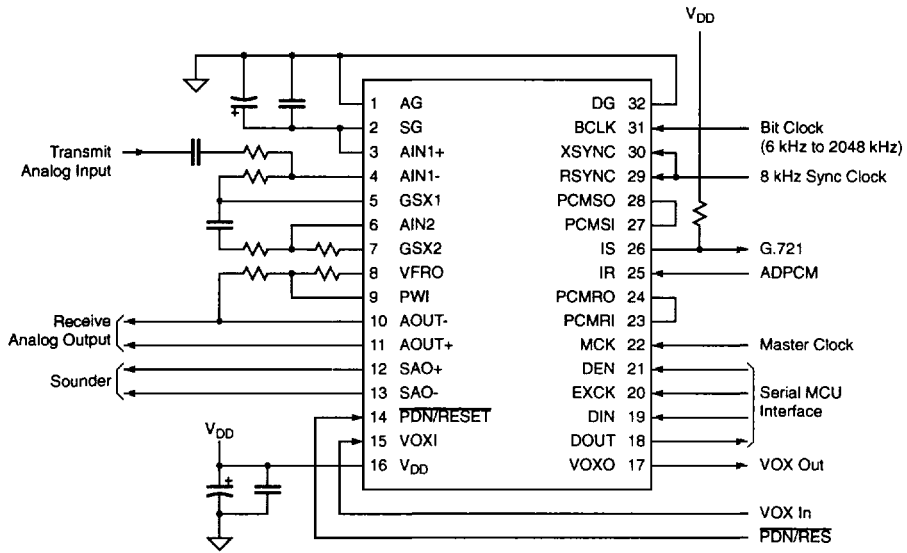 VDD
1 AG DG 32
2 SG BCLK 31 Bit Clock
(6 kHz to 2048 kHz)
Transmit
Analog Input
3 AIN1+ XSYNC 30
4 AIN1- RSYNC 29 8 kHz Sync Clock
5 GSX1 PCMSO 28
6 AIN2 PCMSI 27
7 GSX2 IS 26 G.721
8 VFRO IR 25 ADPCM
9 PWI PCMRO 24
Receive
Analog Output
10 AOUT- PCMRI 23
11 AOUT+ MCK 22 Master Clock
Sounder
12 SAO+ DEN 21
13 SAO- EXCK 20 Serial MCU
Interface
14 PDN/RESET DIN 19
VDD
15 VOXI DOUT 18
16 VDD VOXO 17 VOX Out
+
+
VOX In
PDN/RES